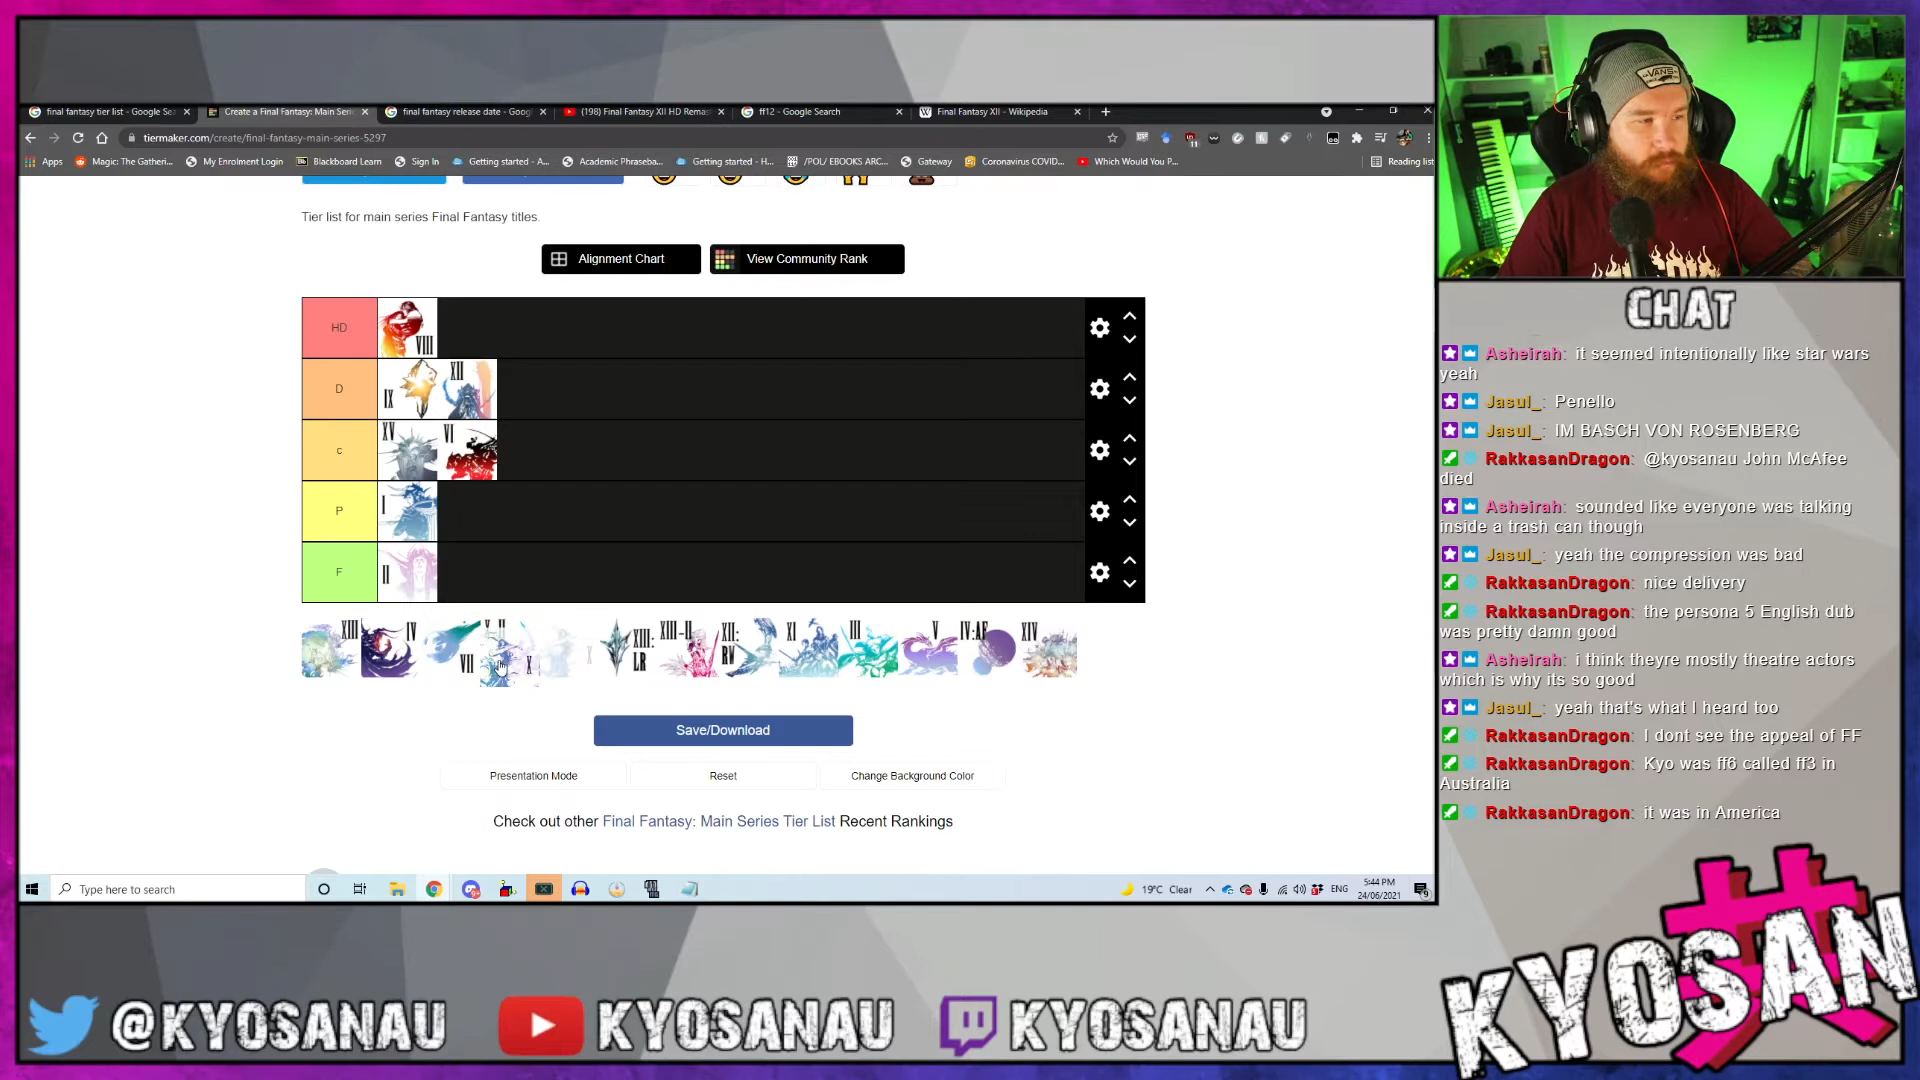 final fantasy tier list - Google Sea
Create a Final Fantasy: Main Serie
final fantasy release date - Googl
(198) Final Fantasy XII HD Remas
ff12 - Google Search
Final Fantasy XII - Wikipedia
tiermaker.com/create/final-fantasy-main-series-5297
11
Apps
Magic: The Gatheri...
My Enrolment Login
Blackboard Learn
Sign In
Getting started - A...
Academic Phraseba...
Getting started - H...
/POL/ EBOOKS ARC...
Gateway
Coronavirus COVID...
Which Would You P...
Reading list
Tier list for main series Final Fantasy titles.
Alignment Chart
View Community Rank
HD
VIII
D
IX
XII
c
XV
VI
P
I
F
II
XIII
IV
VII
X-II
X
X
XIII:
LR
XIII-II
XII:
RW
XI
III
V
IV:AF
XIV
Save/Download
Presentation Mode
Reset
Change Background Color
Check out other Final Fantasy: Main Series Tier List Recent Rankings
Type here to search
19°C Clear
ENG
5:44 PM
24/06/2021
9
VANS
CHAT
Asheirah: it seemed intentionally like star wars
yeah
Jasul_: Penello
Jasul_: IM BASCH VON ROSENBERG
RakkasanDragon: @kyosanau John McAfee
died
Asheirah: sounded like everyone was talking
inside a trash can though
Jasul_: yeah the compression was bad
RakkasanDragon: nice delivery
RakkasanDragon: the persona 5 English dub
was pretty damn good
Asheirah: i think theyre mostly theatre actors
which is why its so good
Jasul_: yeah that's what I heard too
RakkasanDragon: I dont see the appeal of FF
RakkasanDragon: Kyo was ff6 called ff3 in
Australia
RakkasanDragon: it was in America
@KYOSANAU
KYOSANAU
KYOSANAU
KYOSAN